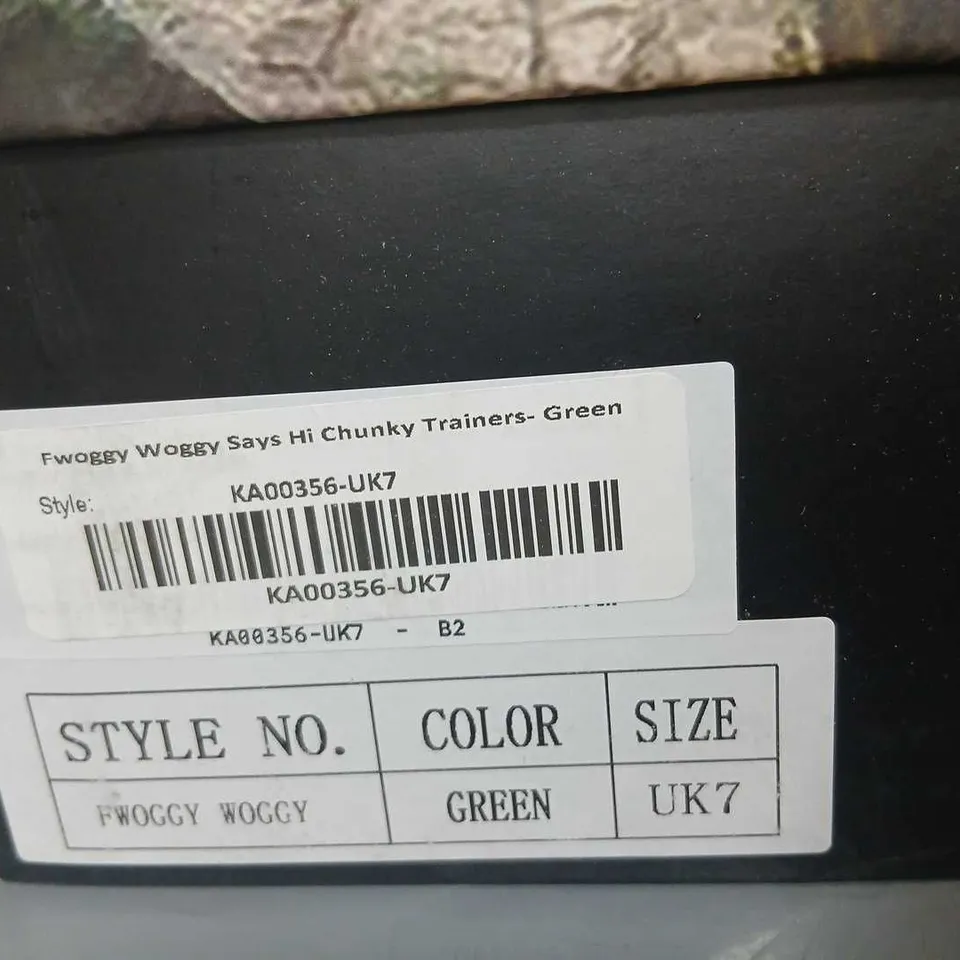 Fwoggy Woggy Says Hi Chunky Trainers- Green
Style: KA00356-UK7
KA00356-UK7
KA00356-UK7 - B2
STYLE NO. COLOR SIZE
FWOGGY WOGGY GREEN UK7